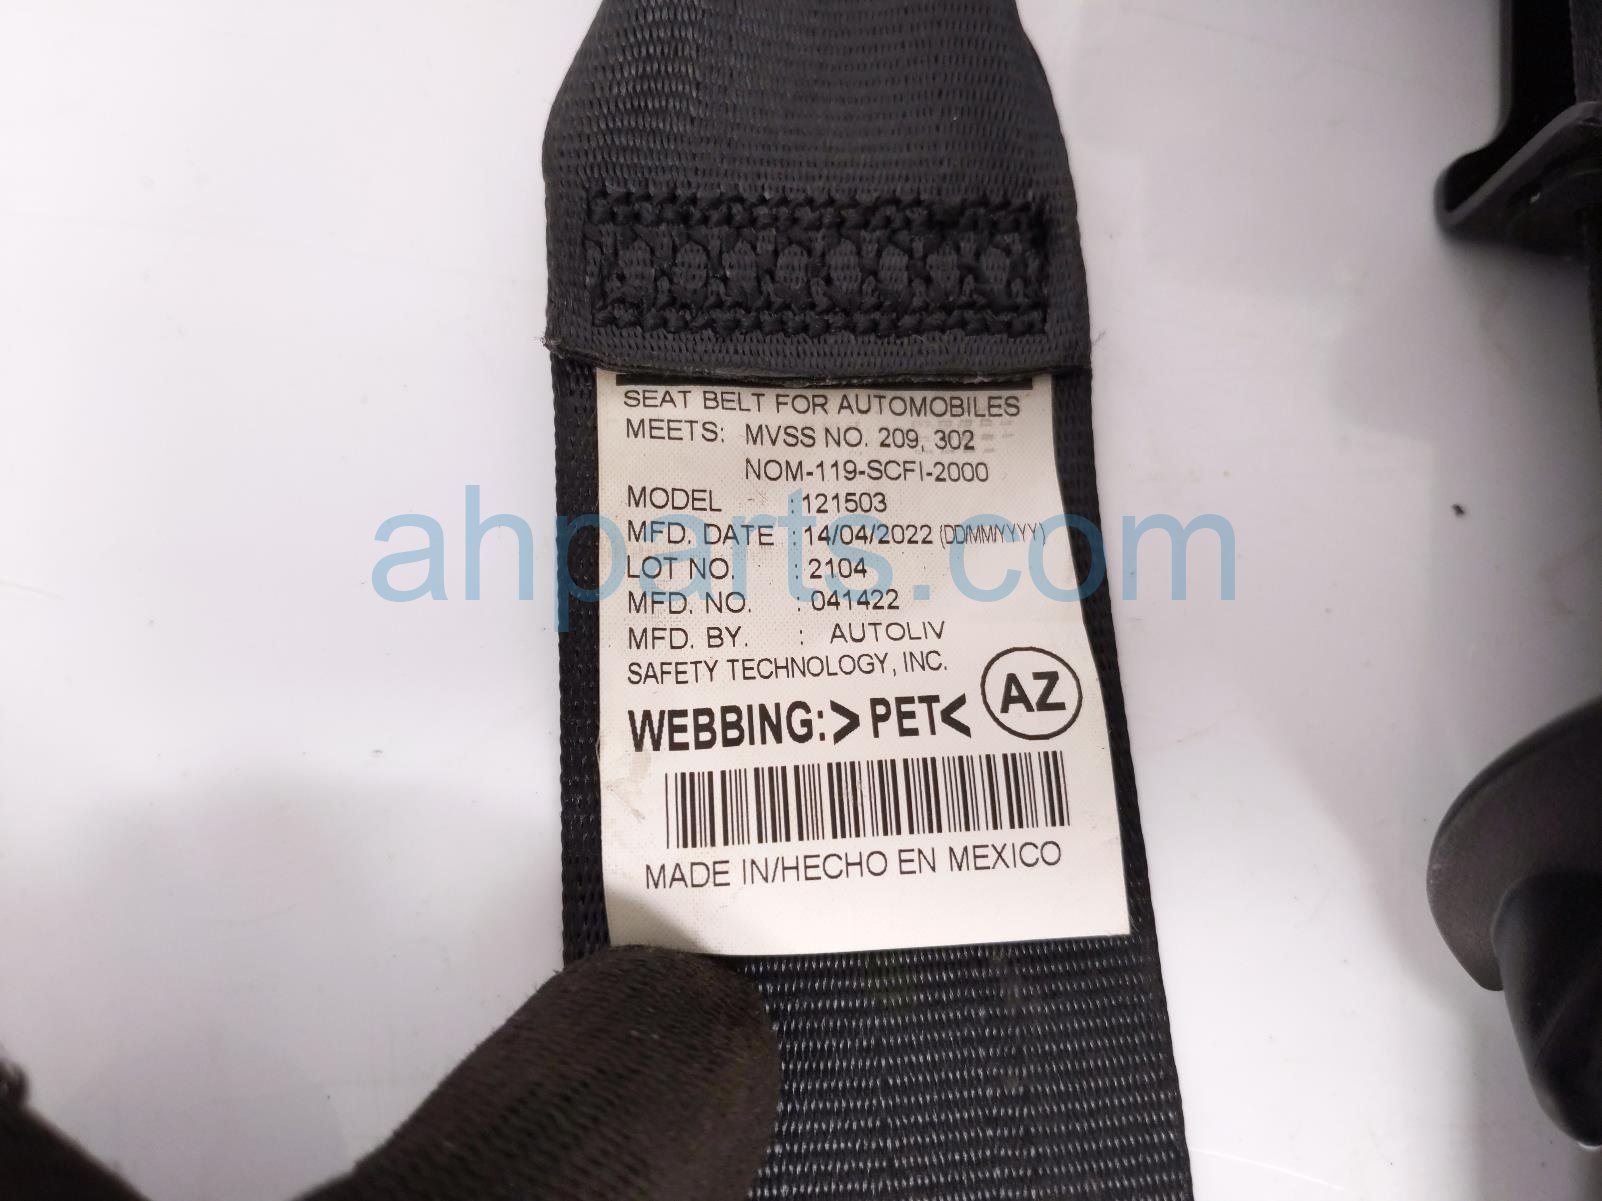 SEAT BELT FOR AUTOMOBILES
MEETS: MVSS NO. 209, 302
NOM-119-SCFI-2000
MODEL : 121503
MFD. DATE : 14/04/2022 (DD/MM/YYYY)
LOT NO. : 2104
MFD. NO. : 041422
MFD. BY. : AUTOLIV
SAFETY TECHNOLOGY, INC.
AZ
WEBBING:>PET<
MADE IN/HECHO EN MEXICO
ahparts.com